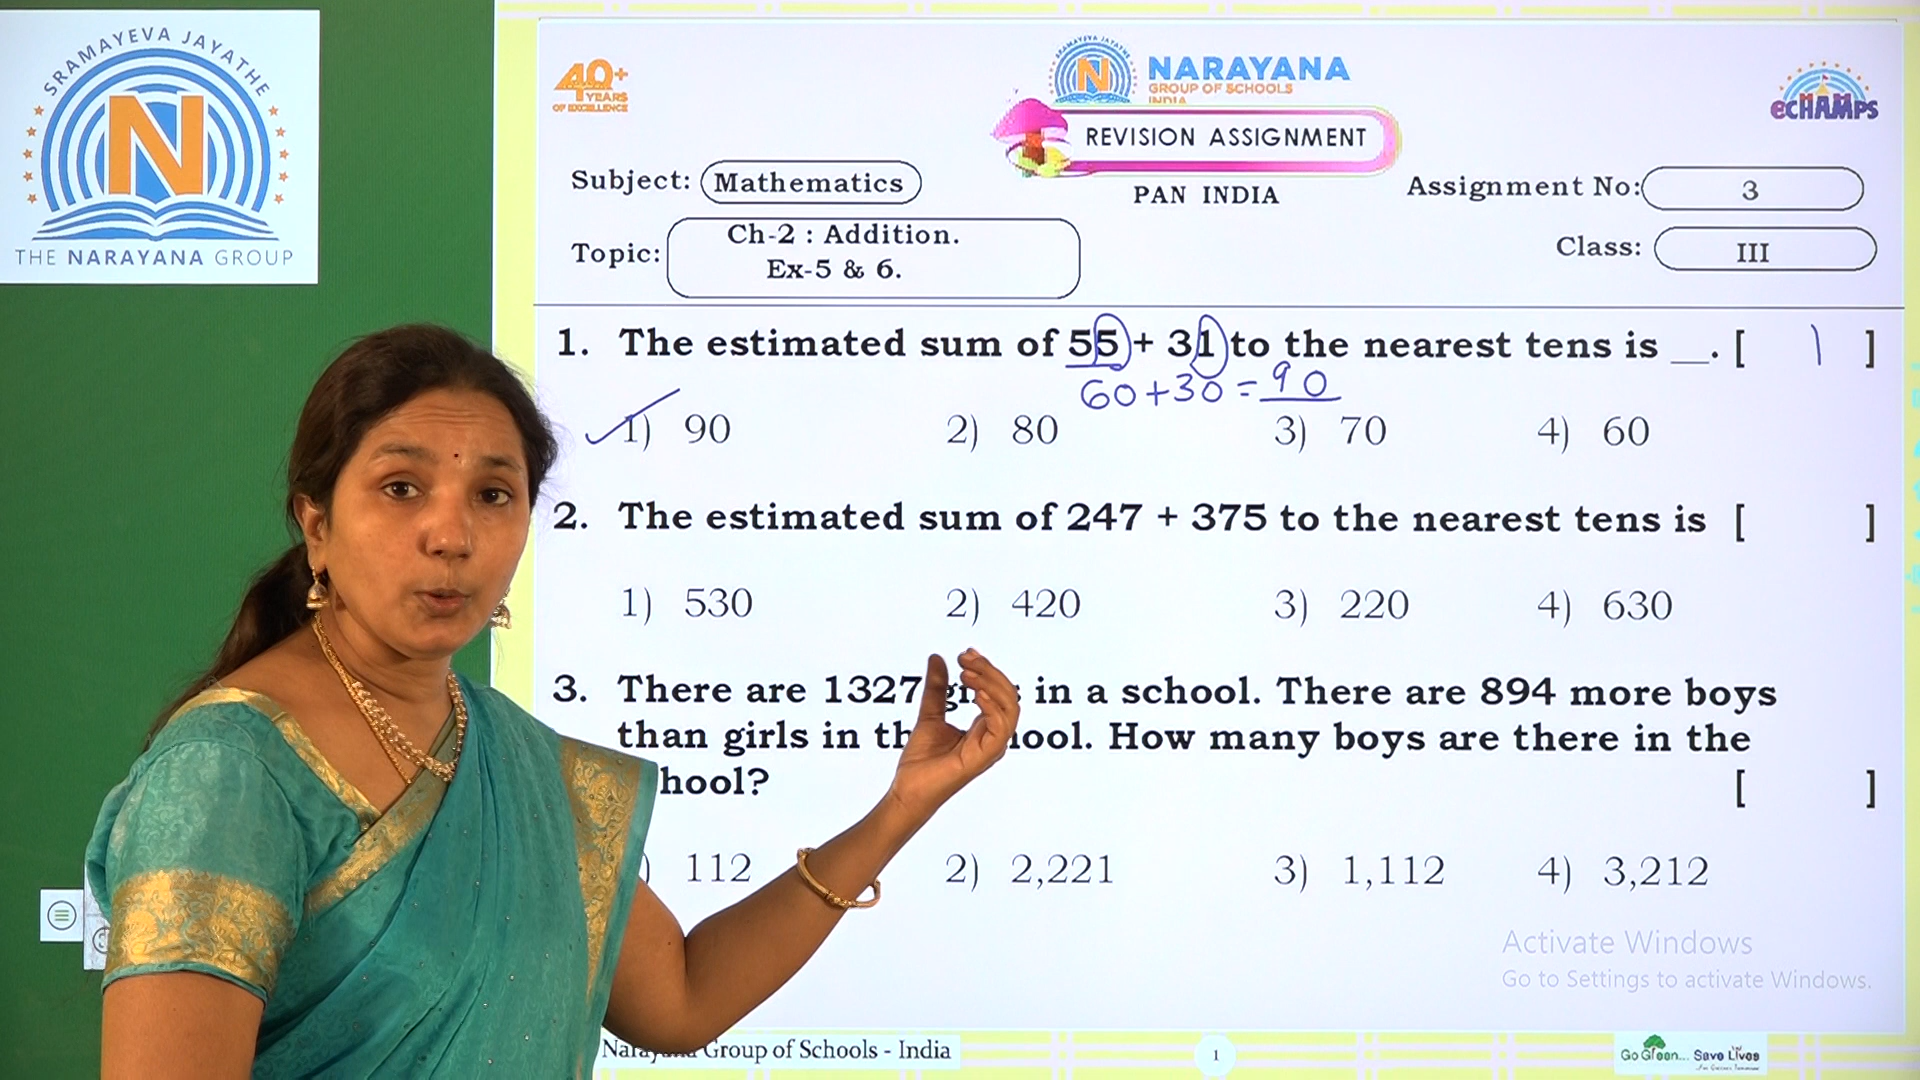 SRAMAYEVA JAYATHE
N
THE NARAYANA GROUP
40+
YEARS
OF EXCELLENCE
N
NARAYANA
GROUP OF SCHOOLS
INDIA
eCHAMPS
REVISION ASSIGNMENT
PAN INDIA
Subject: Mathematics
Assignment No: 3
Topic: Ch-2 : Addition.
Ex-5 & 6.
Class: III
1. The estimated sum of 55 + 31 to the nearest tens is __. [ 1 ]
60+30=90
1) 90 2) 80 3) 70 4) 60
2. The estimated sum of 247 + 375 to the nearest tens is [ ]
1) 530 2) 420 3) 220 4) 630
3. There are 1327 in a school. There are 894 more boys
than girls in ool. How many boys are there in the
hool? [ ]
) 112 2) 2,221 3) 1,112 4) 3,212
Activate Windows
Go to Settings to activate Windows.
Narayana Group of Schools - India
1
Go Green... Save Lives